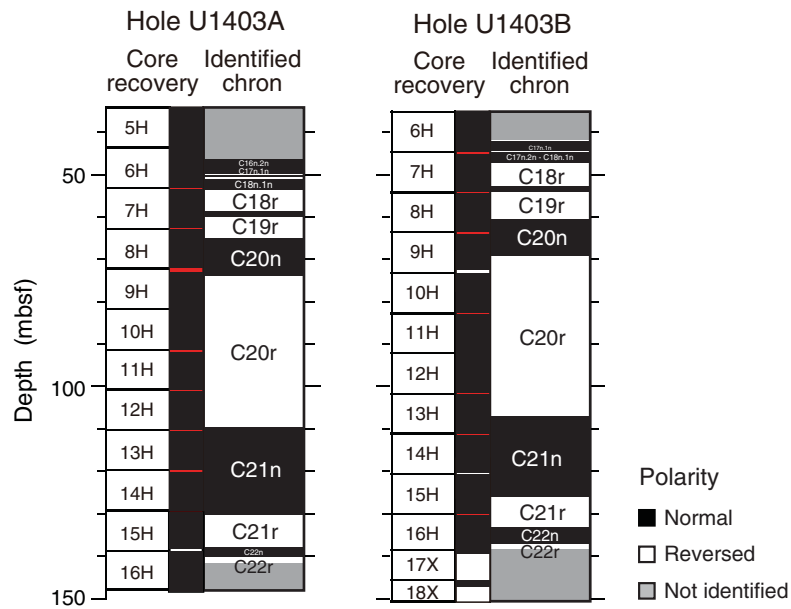 Hole U1403A
Core recovery
Identified chron
Depth (mbsf)
50
100
150
5H
6H
7H
8H
9H
10H
11H
12H
13H
14H
15H
16H
C16n.2n
C17n.1n
C18n.1n
C18r
C19r
C20n
C20r
C21n
C21r
C22n
C22r
Hole U1403B
Core recovery
Identified chron
6H
7H
8H
9H
10H
11H
12H
13H
14H
15H
16H
17X
18X
C17n.1n
C17n.2n - C18n.1n
C18r
C19r
C20n
C20r
C21n
C21r
C22n
C22r
Polarity
Normal
Reversed
Not identified